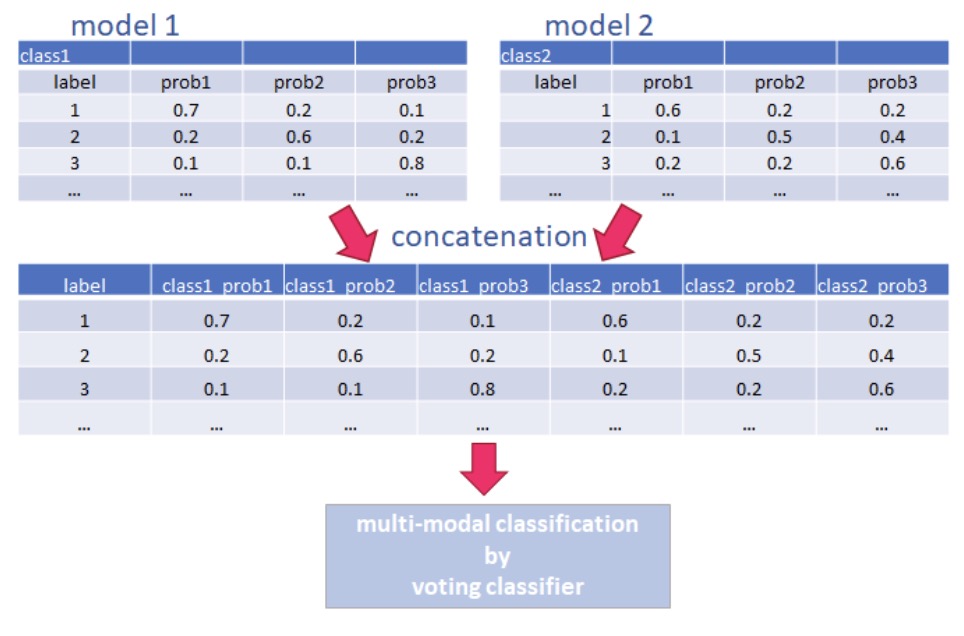 model 1 model 2
class1 class2
label prob1 prob2 prob3 label prob1 prob2 prob3
1 0.7 0.2 0.1 1 0.6 0.2 0.2
2 0.2 0.6 0.2 2 0.1 0.5 0.4
3 0.1 0.1 0.8 3 0.2 0.2 0.6
... ... ... ... ... ... ... ...
concatenation
label class1_prob1 class1_prob2 class1_prob3 class2_prob1 class2_prob2 class2_prob3
1 0.7 0.2 0.1 0.6 0.2 0.2
2 0.2 0.6 0.2 0.1 0.5 0.4
3 0.1 0.1 0.8 0.2 0.2 0.6
... ... ... ... ... ... ...
multi-modal classification
by
voting classifier